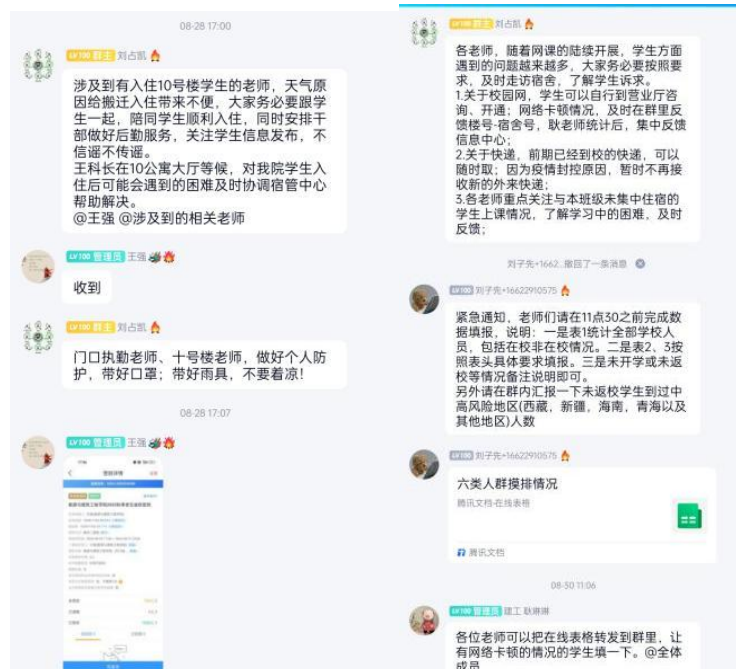 08-28 17:00
LV100 群主 刘占凯
涉及到有入住10号楼学生的老师，天气原
因给搬迁入住带来不便，大家务必要跟学
生一起，陪同学生顺利入住，同时安排干
部做好后勤服务，关注学生信息发布，不
信谣不传谣。
王科长在10公寓大厅等候，对我院学生入
住后可能会遇到的困难及时协调宿管中心
帮助解决。
@王强 @涉及到的相关老师
LV100 管理员 王强
收到
LV100 群主 刘占凯
门口执勤老师、十号楼老师，做好个人防
护，带好口罩；带好雨具，不要着凉！
08-28 17:07
LV100 管理员 王强
LV100 群主 刘占凯
各老师，随着网课的陆续开展，学生方面
遇到的问题越来越多，大家务必要按照要
求，及时走访宿舍，了解学生诉求。
1.关于校园网，学生可以自行到营业厅咨
询、开通；网络卡顿情况，及时在群里反
馈楼号-宿舍号，耿老师统计后，集中反馈
信息中心；
2.关于快递，前期已经到校的快递，可以
随时取；因为疫情封控原因，暂时不再接
收新的外来快递；
3.各老师重点关注与本班级未集中住宿的
学生上课情况，了解学习中的困难，及时
反馈；
刘子先+1662...撤回了一条消息
LV100 刘子先+16622910575
紧急通知，老师们请在11点30之前完成数
据填报，说明：一是表1统计全部学校人
员，包括在校非在校情况。二是表2、3按
照表头具体要求填报。三是未开学或未返
校等情况备注说明即可。
另外请在群内汇报一下未返校学生到过中
高风险地区(西藏，新疆，海南，青海以及
其他地区)人数
LV100 刘子先+16622910575
六类人群摸排情况
腾讯文档-在线表格
腾讯文档
08-30 11:06
LV100 管理员 建工 耿琳琳
各位老师可以把在线表格转发到群里，让
有网络卡顿的情况的学生填一下。@全体
成员